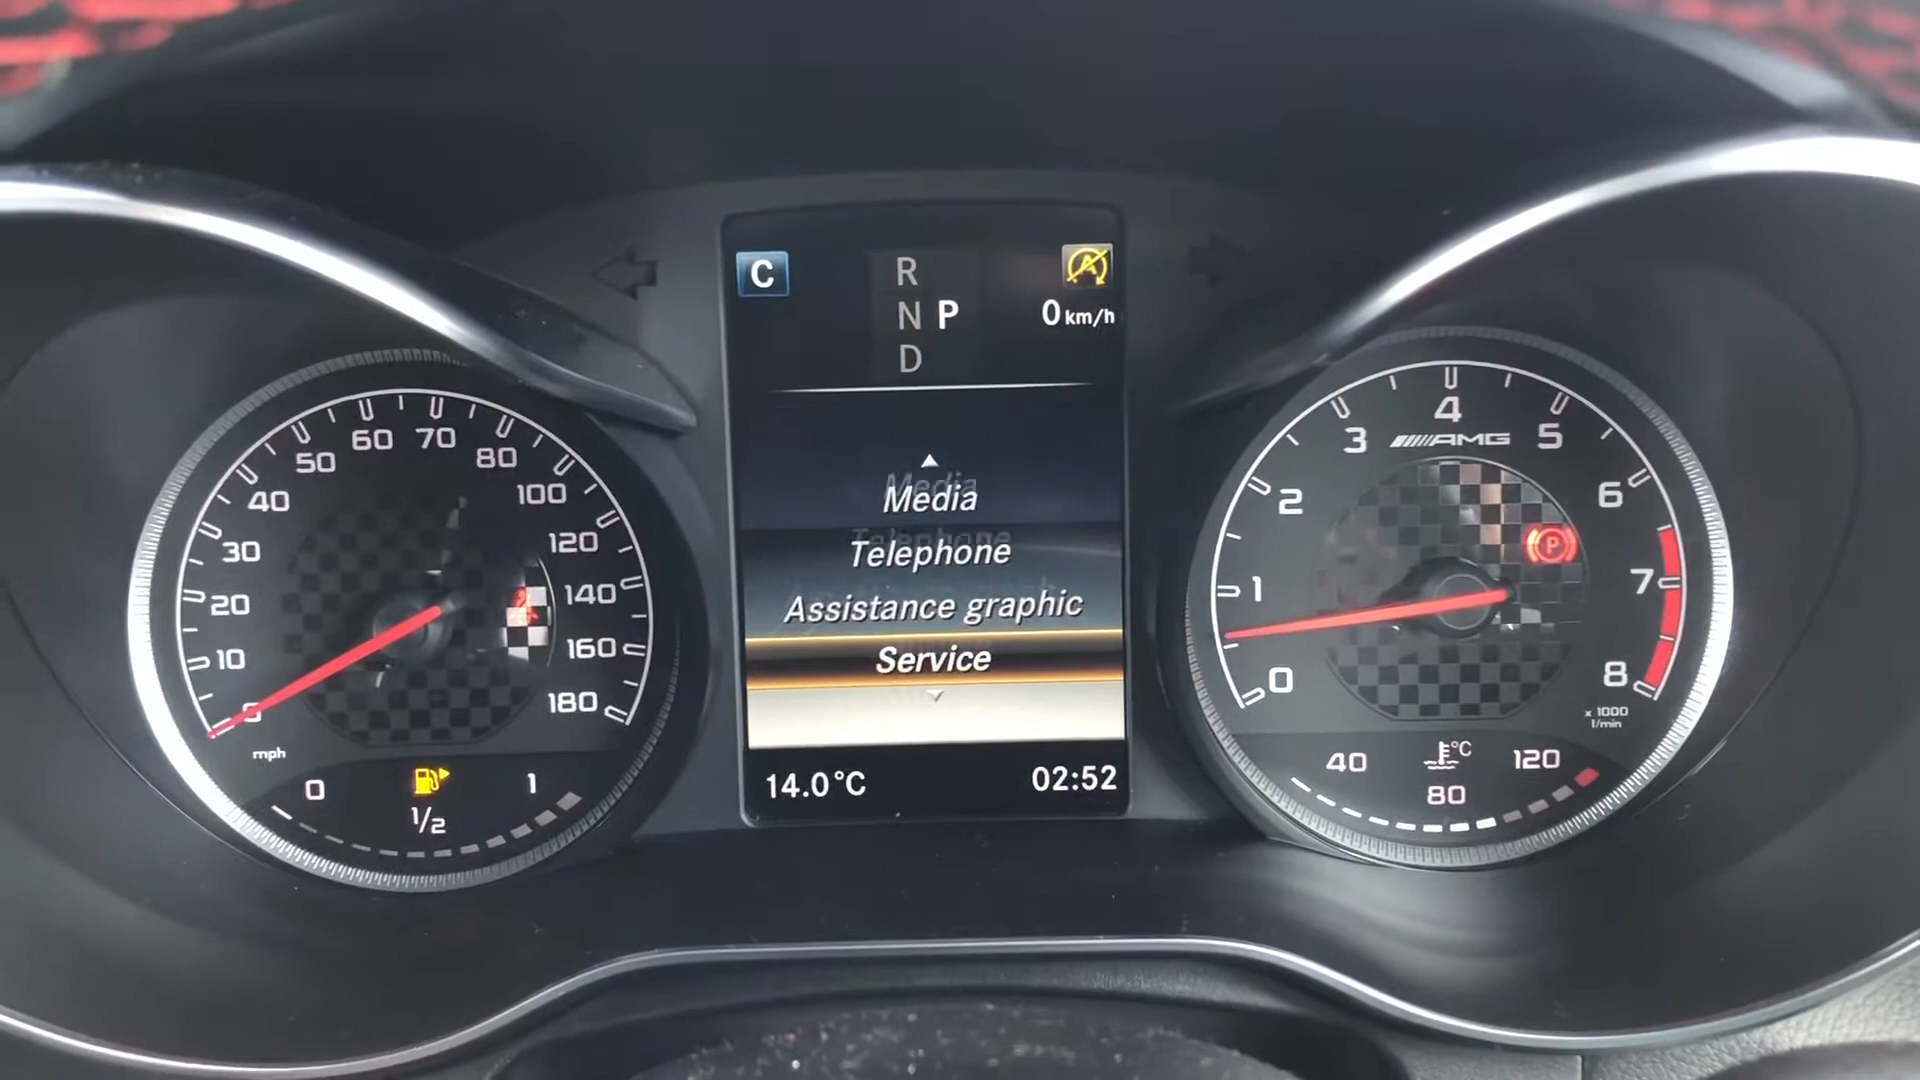 10
20
30
40
50
60
70
80
100
120
140
160
180
mph
0
1
1/2
C
R
N P
D
0 km/h
Media
Telephone
Assistance graphic
Service
14.0°C
02:52
0
1
2
3
4
5
6
7
8
AMG
P
x 1000
1/min
40
°C
120
80